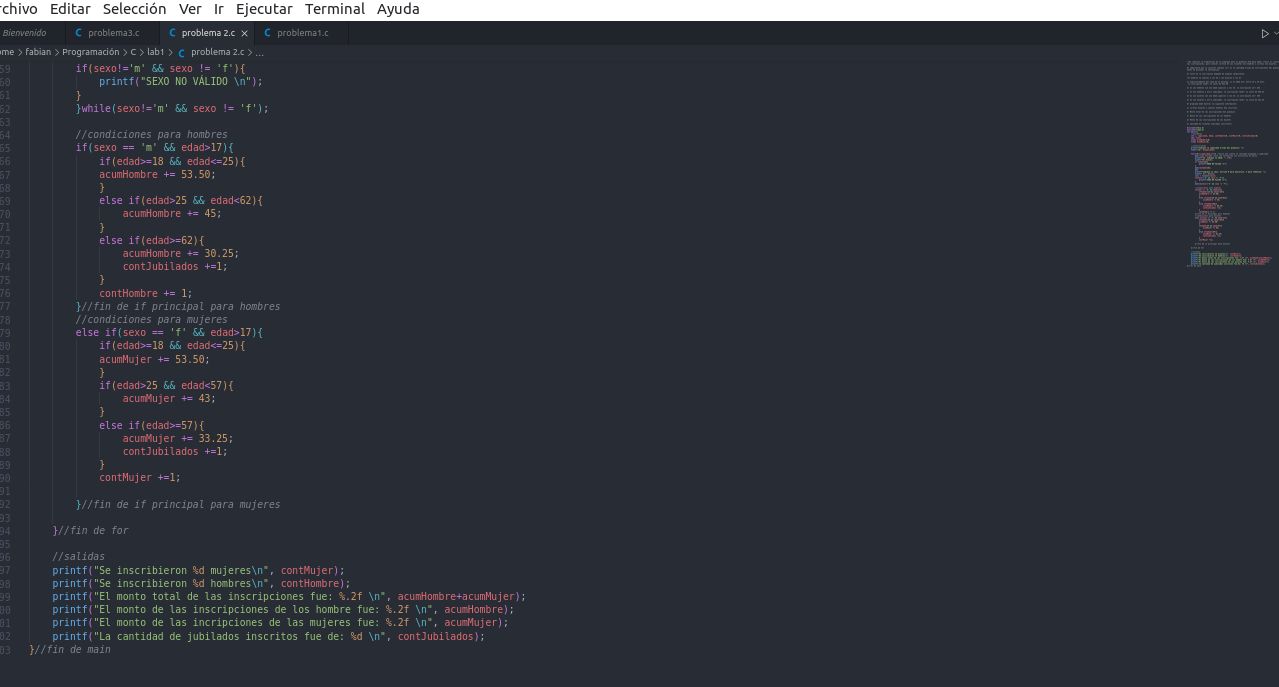 rchivo Editar Selección Ver Ir Ejecutar Terminal Ayuda
Bienvenido C problema3.c C problema 2.c × C problema1.c
ome > fabian > Programación > C > lab1 > C problema 2.c > ...
59 if(sexo!='m' && sexo != 'f'){
60 printf("SEXO NO VÁLIDO \n");
61 }
62 }while(sexo!='m' && sexo != 'f');
63
64 //condiciones para hombres
65 if(sexo == 'm' && edad>17){
66 if(edad>=18 && edad<=25){
67 acumHombre += 53.50;
68 }
69 else if(edad>25 && edad<62){
70 acumHombre += 45;
71 }
72 else if(edad>=62){
73 acumHombre += 30.25;
74 contJubilados +=1;
75 }
76 contHombre += 1;
77 }//fin de if principal para hombres
78 //condiciones para mujeres
79 else if(sexo == 'f' && edad>17){
80 if(edad>=18 && edad<=25){
81 acumMujer += 53.50;
82 }
83 if(edad>25 && edad<57){
84 acumMujer += 43;
85 }
86 else if(edad>=57){
87 acumMujer += 33.25;
88 contJubilados +=1;
89 }
90 contMujer +=1;
91
92 }//fin de if principal para mujeres
93
94 }//fin de for
95
96 //salidas
97 printf("Se inscribieron %d mujeres\n", contMujer);
98 printf("Se inscribieron %d hombres\n", contHombre);
99 printf("El monto total de las inscripciones fue: %.2f \n", acumHombre+acumMujer);
00 printf("El monto de las inscripciones de los hombre fue: %.2f \n", acumHombre);
01 printf("El monto de las incripciones de las mujeres fue: %.2f \n", acumMujer);
02 printf("La cantidad de jubilados inscritos fue de: %d \n", contJubilados);
03 }//fin de main